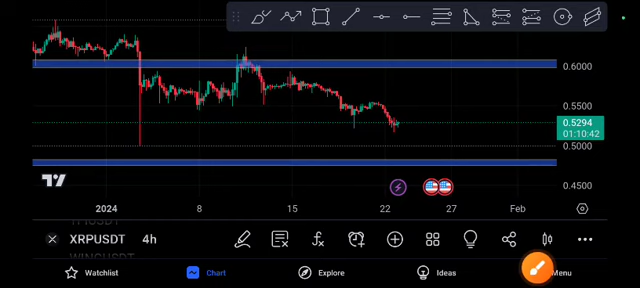 0.6000
0.5500
0.5294
01:10:42
0.5000
0.4500
2024 8 15 22 27 Feb
XRPUSDT 4h
Watchlist Chart Explore Ideas Menu